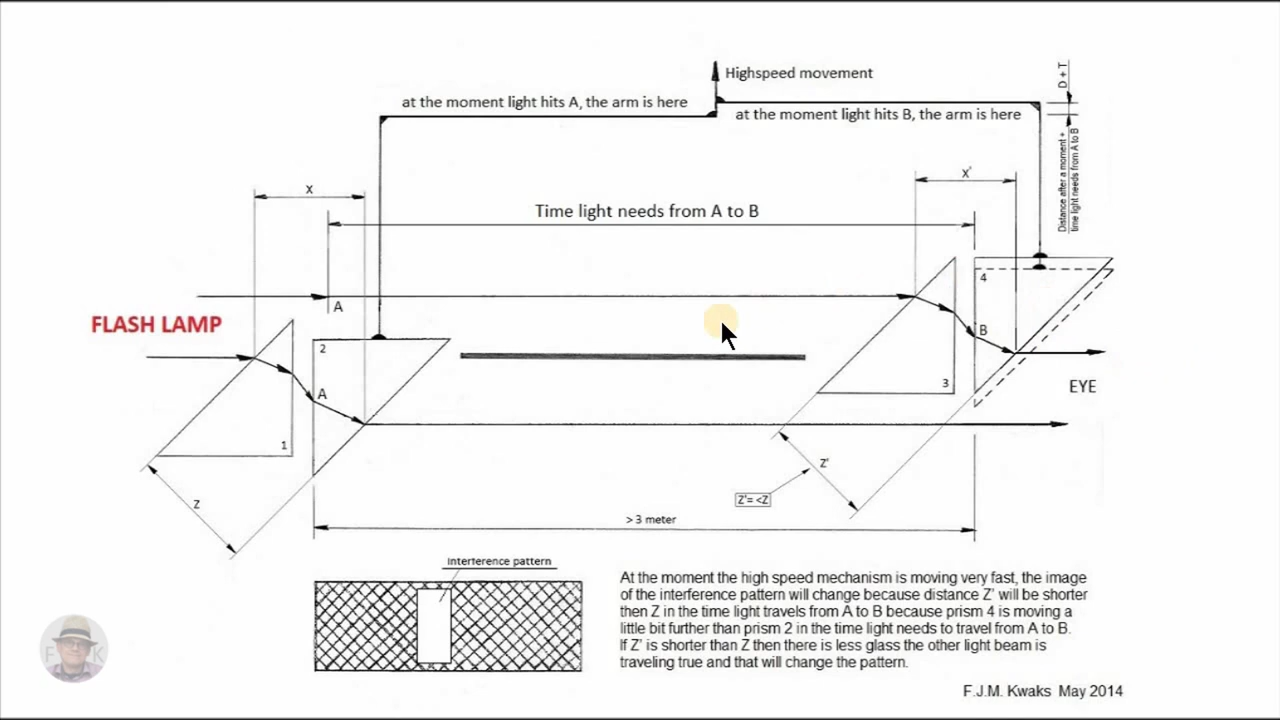 Highspeed movement
at the moment light hits A, the arm is here
at the moment light hits B, the arm is here
D + T
Distance after a moment +
time light needs from A to B
X
X'
Time light needs from A to B
A
FLASH LAMP
2
4
A
B
EYE
1
3
Z
Z'
Z'= <Z
> 3 meter
Interference pattern
At the moment the high speed mechanism is moving very fast, the image
of the interference pattern will change because distance Z' will be shorter
then Z in the time light travels from A to B because prism 4 is moving a
little bit further than prism 2 in the time light needs to travel from A to B.
If Z' is shorter than Z then there is less glass the other light beam is
traveling true and that will change the pattern.
F.J.M. Kwaks May 2014
F K